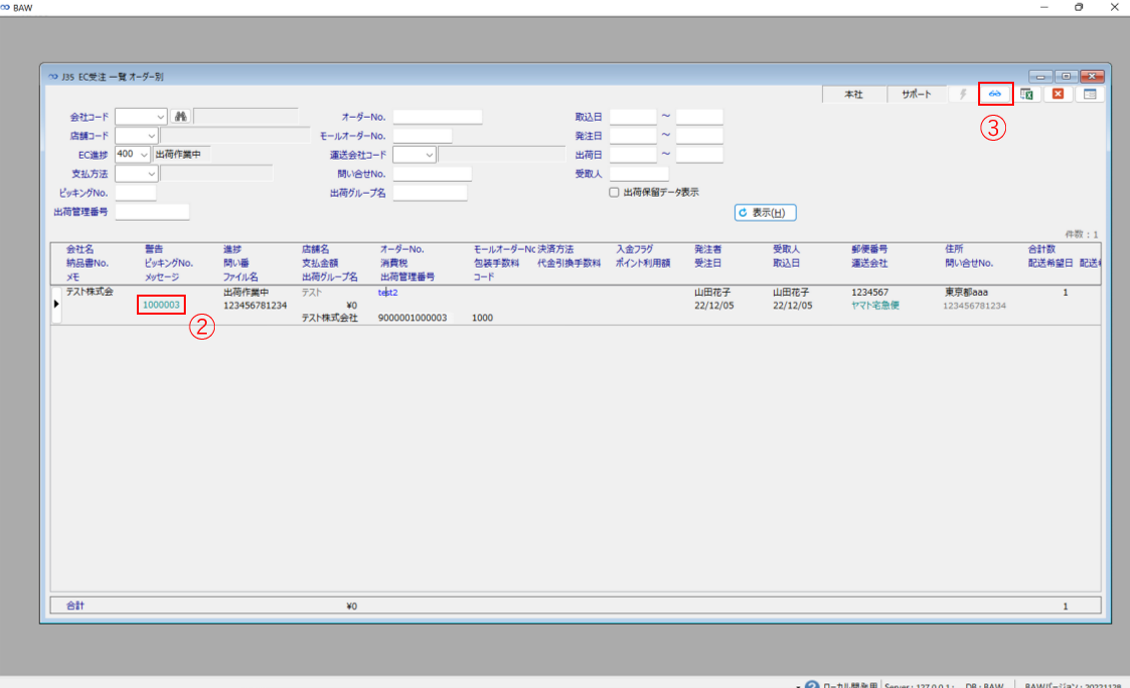 BAW
J35 EC受注 一覧 オーダー別
本社 サポート
③
会社コード オーダーNo. 取込日 ～
店舗コード モールオーダーNo. 発注日 ～
EC進捗 400 出荷作業中 運送会社コード 出荷日 ～
支払方法 問い合せNo. 受取人
ピッキングNo. 出荷グループ名 出荷保留データ表示
出荷管理番号 表示(H)
件数 : 1
会社名 警告 進捗 店舗名 オーダーNo. モールオーダーNc 決済方法 入金フラグ 発注者 受取人 郵便番号 住所 合計数
納品書No. ピッキングNo. 問い番 支払金額 消費税 包装手数料 代金引換手数料 ポイント利用額 受注日 取込日 運送会社 問い合せNo. 配送希望日
メモ メッセージ ファイル名 出荷グループ名 出荷管理番号 コード
テスト株式会 出荷作業中 テスト test2 山田花子 山田花子 1234567 東京都aaa 1
1000003 123456781234 ¥0 22/12/05 22/12/05 ヤマト宅急便 123456781234
② テスト株式会社 9000001000003 1000
合計 ¥0 1
ローカル開発用 Server : 127.0.0.1 : DB : BAW BAWバージョン : 20221128